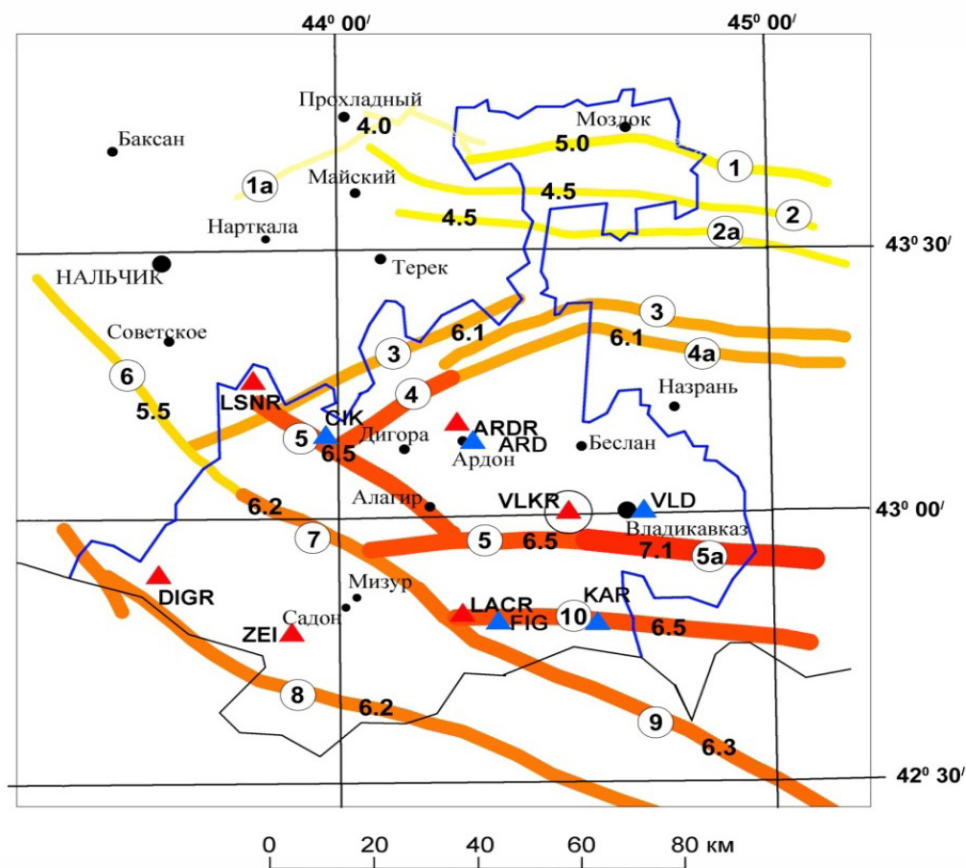 44⁰ 00′
45⁰ 00′
Прохладный
4.0
Моздок
5.0
Баксан
1
1a
Майский
4.5
2
Нарткала
4.5
2a
43⁰ 30′
НАЛЬЧИК
Терек
Советское
6.1
3
3
6.1
4a
6
4
Назрань
5.5
LSNR
CIK
ARDR
5
6.5
Дигора
ARD
Ардон
Беслан
Алагир
VLKR
VLD
43⁰ 00′
6.2
Владикавказ
7
5
6.5
7.1
5a
Мизур
DIGR
Садон
LACR
KAR
FIG
10
6.5
ZEI
8
6.2
9
6.3
42⁰ 30′
0 20 40 60 80 км